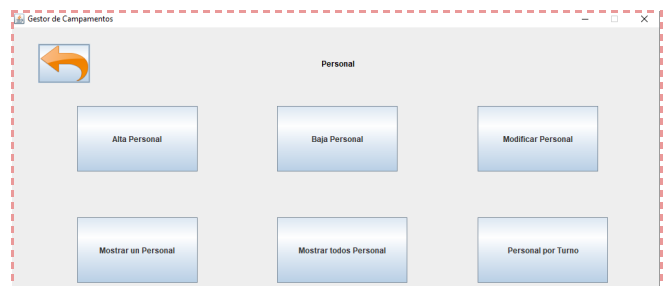 Gestor de Campamentos
Personal
Alta Personal
Baja Personal
Modificar Personal
Mostrar un Personal
Mostrar todos Personal
Personal por Turno